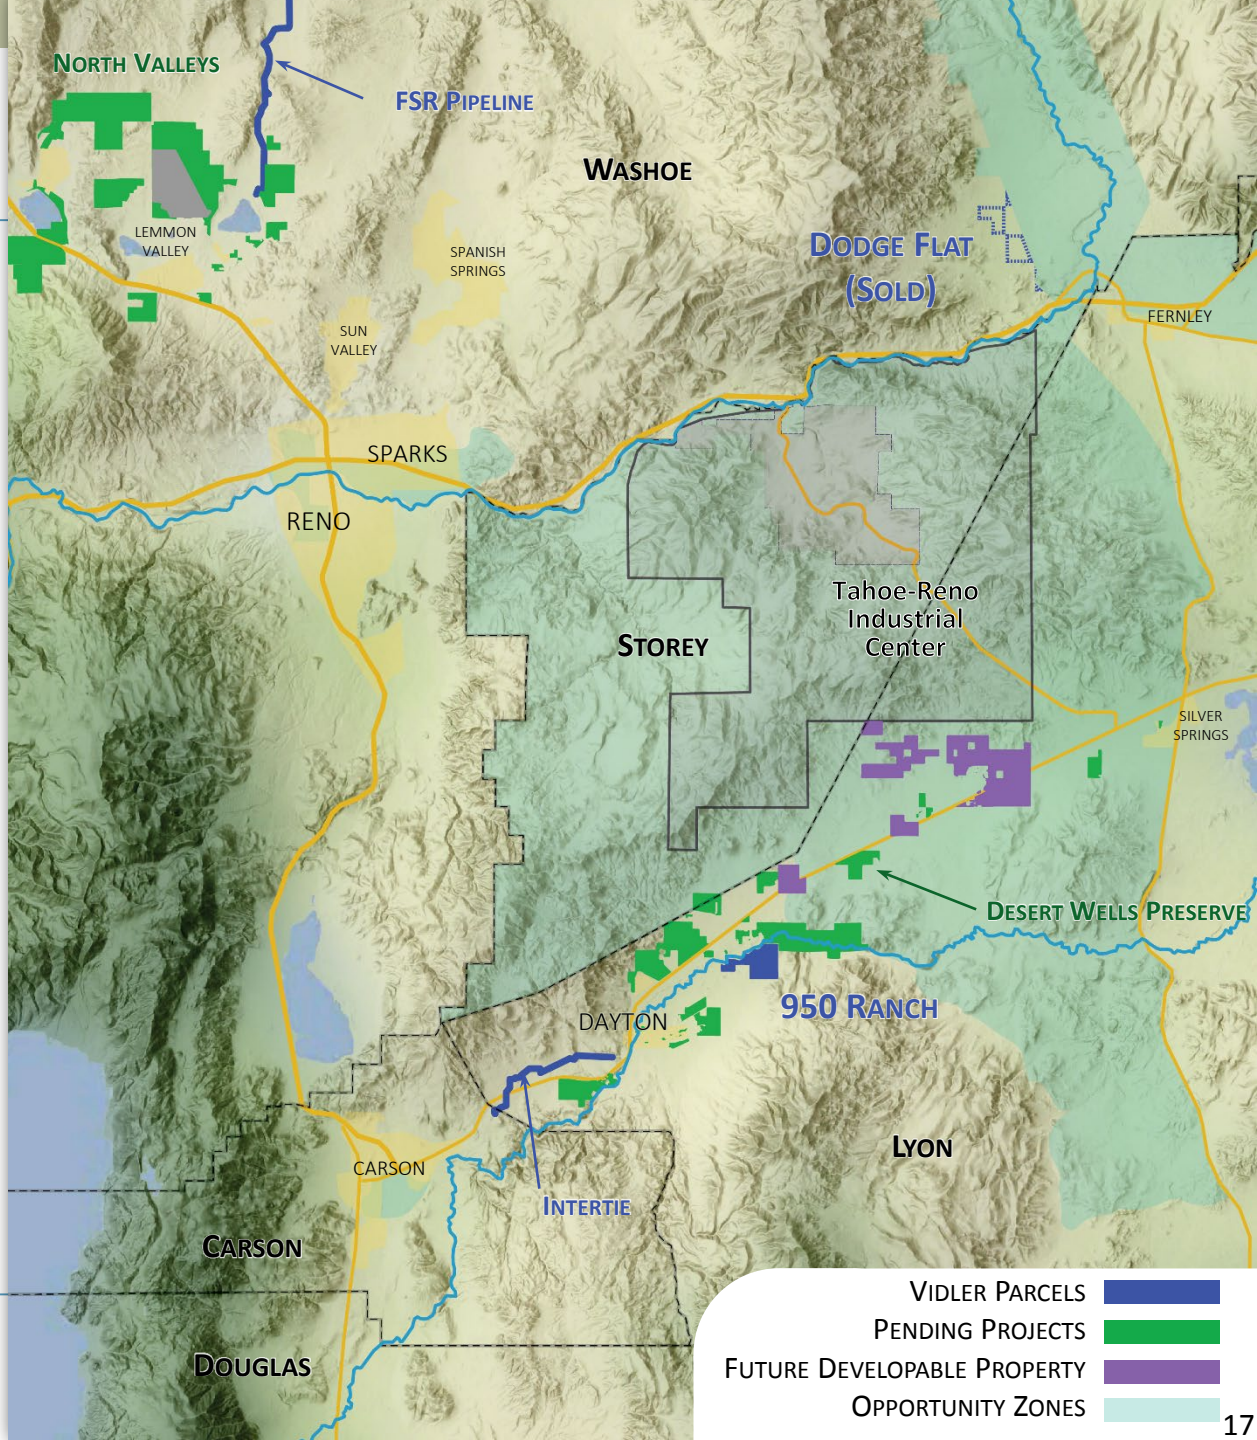 NORTH VALLEYS
FSR PIPELINE
WASHOE
LEMMON
VALLEY
SPANISH
SPRINGS
DODGE FLAT
(SOLD)
SUN
VALLEY
FERNLEY
SPARKS
RENO
Tahoe-Reno
Industrial
Center
STOREY
SILVER
SPRINGS
DESERT WELLS PRESERVE
950 RANCH
DAYTON
LYON
CARSON
INTERTIE
CARSON
DOUGLAS
VIDLER PARCELS
PENDING PROJECTS
FUTURE DEVELOPABLE PROPERTY
OPPORTUNITY ZONES
17